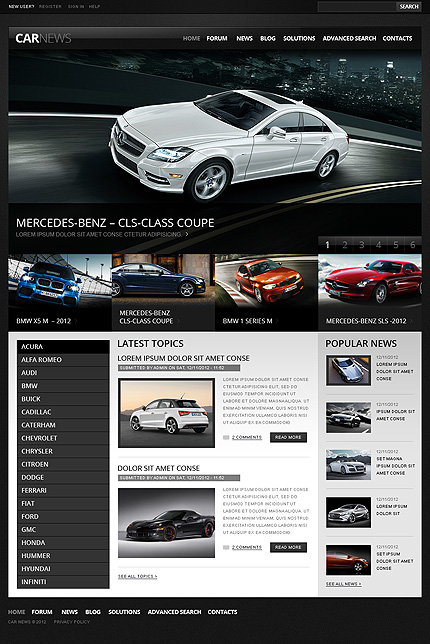 NEW USER? REGISTER SIGN IN HELP
SEARCH
CARNEWS
HOME FORUM NEWS BLOG SOLUTIONS ADVANCED SEARCH CONTACTS
MERCEDES-BENZ – CLS-CLASS COUPE
LOREM IPSUM DOLOR SIT AMET CONSE CTETUR ADIPISICING >
1 2 3 4 5 6
BMW X5 M – 2012
MERCEDES-BENZ
CLS-CLASS COUPE
BMW 1 SERIES M
MERCEDES-BENZ SLS -2012
ACURA
ALFA ROMEO
AUDI
BMW
BUICK
CADILLAC
CATERHAM
CHEVROLET
CHRYSLER
CITROEN
DODGE
FERRARI
FIAT
FORD
GMC
HONDA
HUMMER
HYUNDAI
INFINITI
LATEST TOPICS
LOREM IPSUM DOLOR SIT AMET CONSE
SUBMITTED BY ADMIN ON SAT, 12/11/2012 - 11:52
LOREM IPSUM DOLOR SIT AMET CONSE
CTETUR ADIPISICING ELIT, SED DO
EIUSMOD TEMPOR INCIDIDUNT UT
LABORE ET DOLORE MAGNAALIQUA. UT
ENIM AD MINIM VENIAM, QUIS NOSTRUD
EXERCITATION ULLAMCO LABORIS NISI
UT ALIQUIP EX EA COMMODO
2 COMMENTS
READ MORE
DOLOR SIT AMET CONSE
SUBMITTED BY ADMIN ON SAT, 12/11/2012 - 11:52
LOREM IPSUM DOLOR SIT AMET CONSE
CTETUR ADIPISICING ELIT, SED DO
EIUSMOD TEMPOR INCIDIDUNT UT
LABORE ET DOLORE MAGNAALIQUA. UT
ENIM AD MINIM VENIAM, QUIS NOSTRUD
EXERCITATION ULLAMCO LABORIS NISI
UT ALIQUIP EX EA COMMODO
2 COMMENTS
READ MORE
SEE ALL TOPICS >
POPULAR NEWS
12/11/2012
LOREM IPSUM
DOLOR SIT AMET
CONSE
12/11/2012
LOREM IPSUM
DOLOR SIT AMET
CONSE
12/11/2012
SET MAGNA
IPSUM DOLOR
SIT AMET CONSE
12/11/2012
LOREM IPSUM
DOLOR SIT
12/11/2012
SET IPSUM
DOLOR SIT AMET
CONSE
SEE ALL NEWS >
HOME FORUM NEWS BLOG SOLUTIONS ADVANCED SEARCH CONTACTS
CAR NEWS © 2012 PRIVACY POLICY